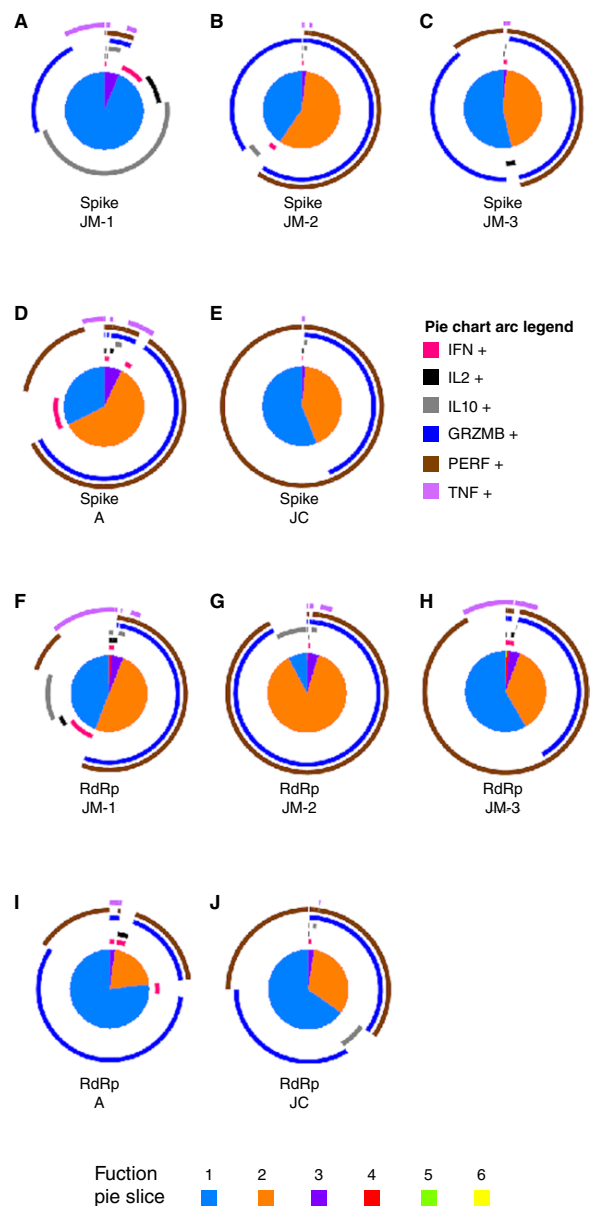 A
B
C
Spike
JM-1
Spike
JM-2
Spike
JM-3
D
E
Pie chart arc legend
IFN +
IL2 +
IL10 +
GRZMB +
PERF +
TNF +
Spike
A
Spike
JC
F
G
H
RdRp
JM-1
RdRp
JM-2
RdRp
JM-3
I
J
RdRp
A
RdRp
JC
Fuction 1 2 3 4 5 6
pie slice